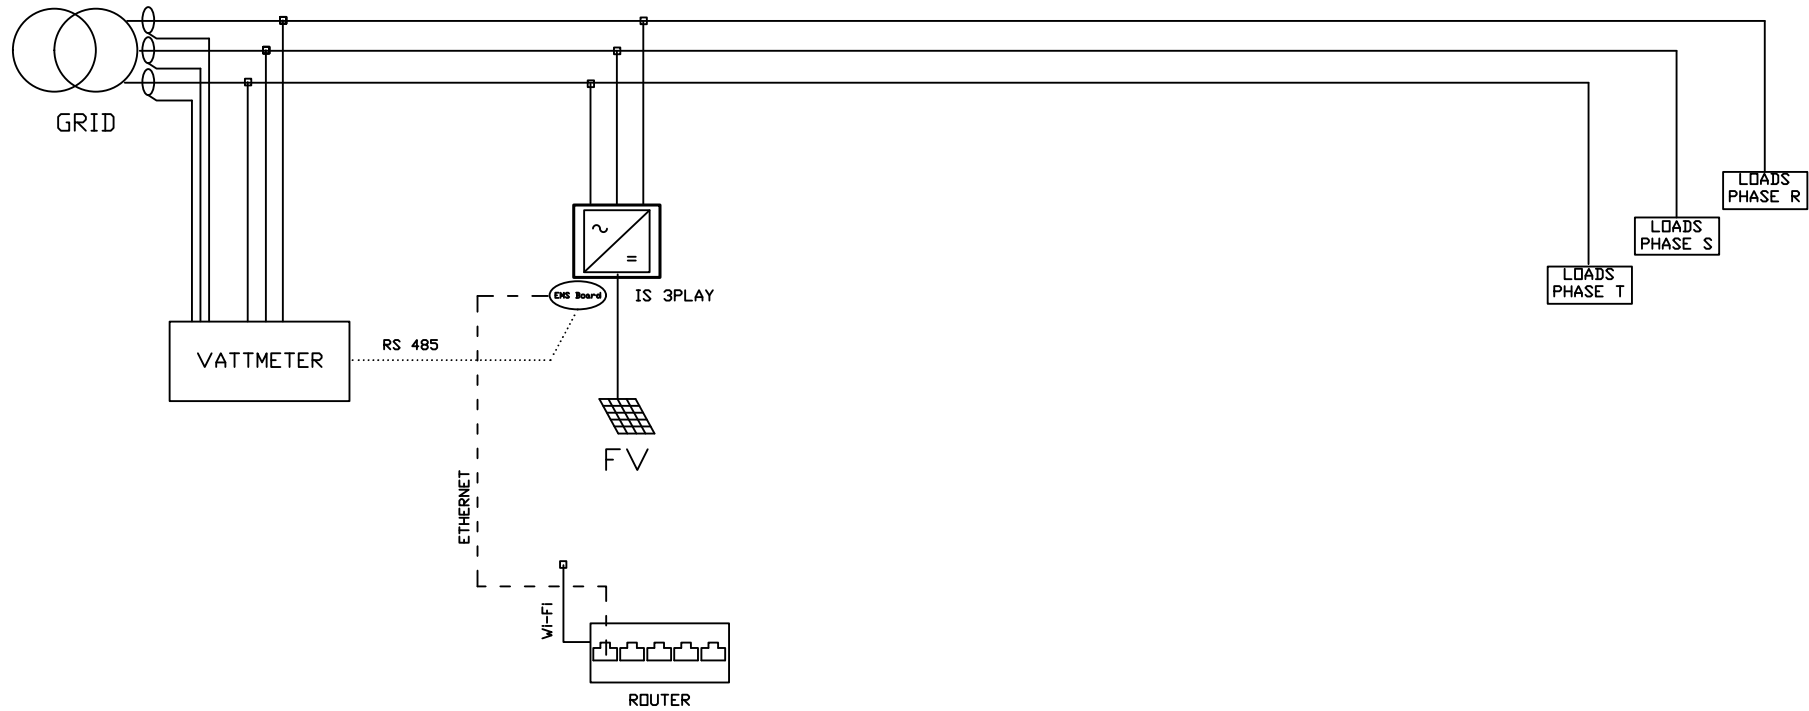 GRID
LOADS
PHASE R
LOADS
PHASE S
LOADS
PHASE T
EMS Board
IS 3PLAY
RS 485
VATTMETER
FV
ETHERNET
Wi-Fi
ROUTER